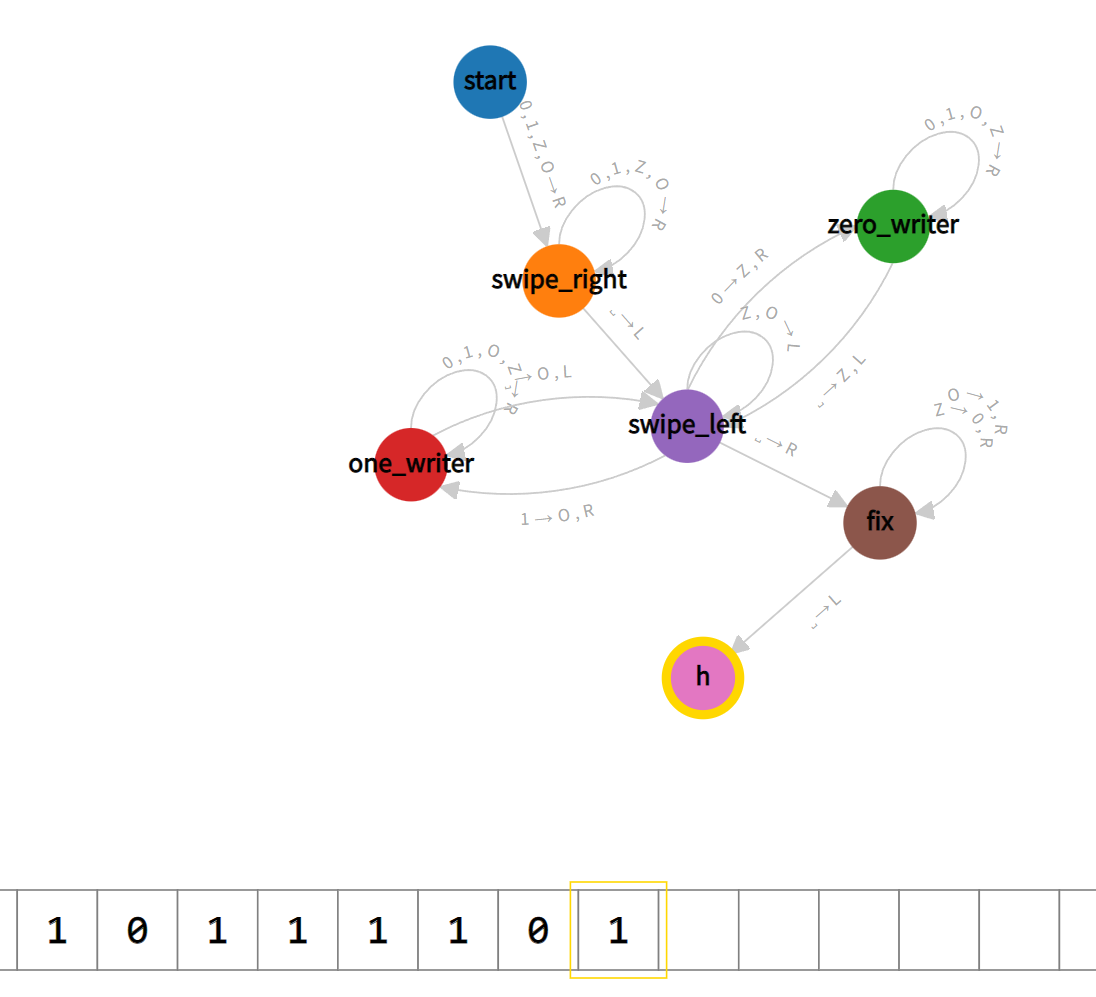 start
0,1,Z,O→R
0,1,Z,O→R
swipe_right
␣→L
0,1,O,Z→R
zero_writer
0→Z,R
Z,O→L
␣→Z,L
0,1,O,Z→R
␣→O,L
swipe_left
one_writer
1→O,R
␣→R
O→1,R
Z→0,R
fix
␣→L
h
1 0 1 1 1 1 0 1